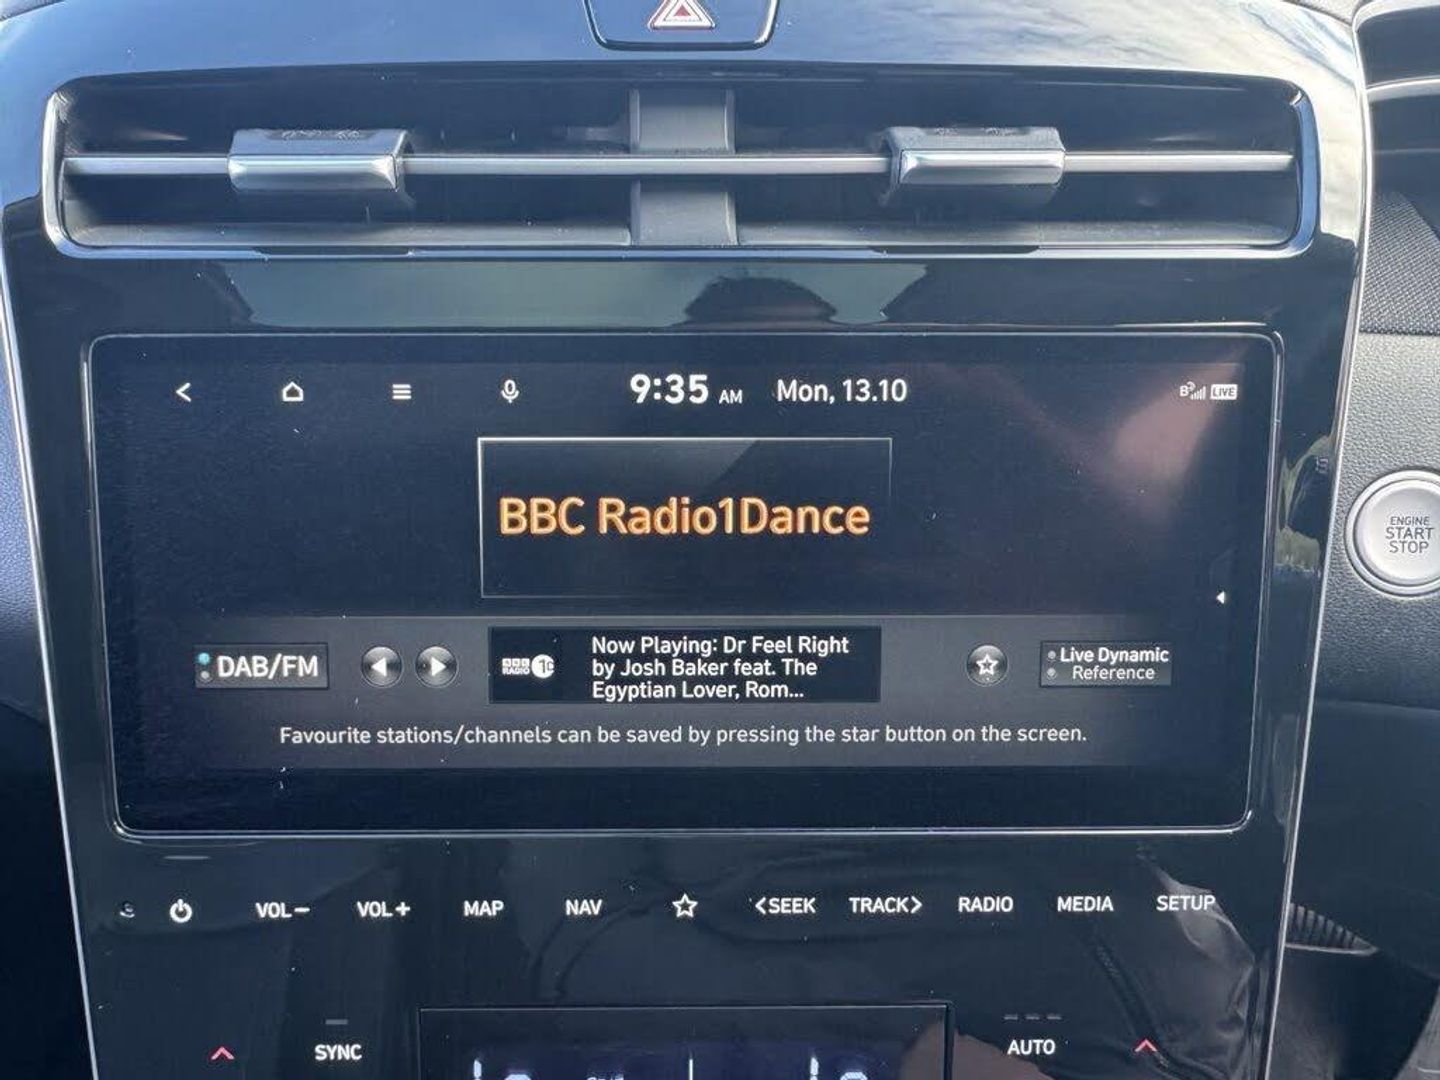 9:35 AM Mon, 13.10
LIVE
BBC Radio1Dance
DAB/FM
BBC
RADIO
Now Playing: Dr Feel Right
by Josh Baker feat. The
Egyptian Lover, Rom...
Live Dynamic
Reference
Favourite stations/channels can be saved by pressing the star button on the screen.
ENGINE
START
STOP
VOL- VOL+ MAP NAV <SEEK TRACK> RADIO MEDIA SETUP
SYNC AUTO